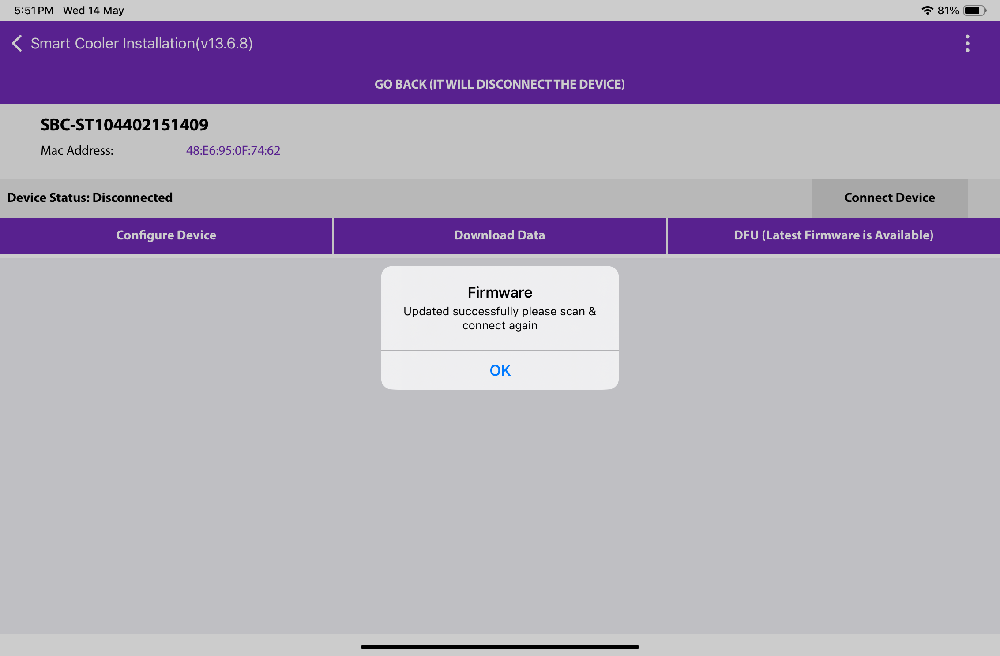 5:51 PM Wed 14 May
81%
Smart Cooler Installation(v13.6.8)
GO BACK (IT WILL DISCONNECT THE DEVICE)
SBC-ST104402151409
Mac Address: 48:E6:95:0F:74:62
Device Status: Disconnected
Connect Device
Configure Device
Download Data
DFU (Latest Firmware is Available)
Firmware
Updated successfully please scan &
connect again
OK